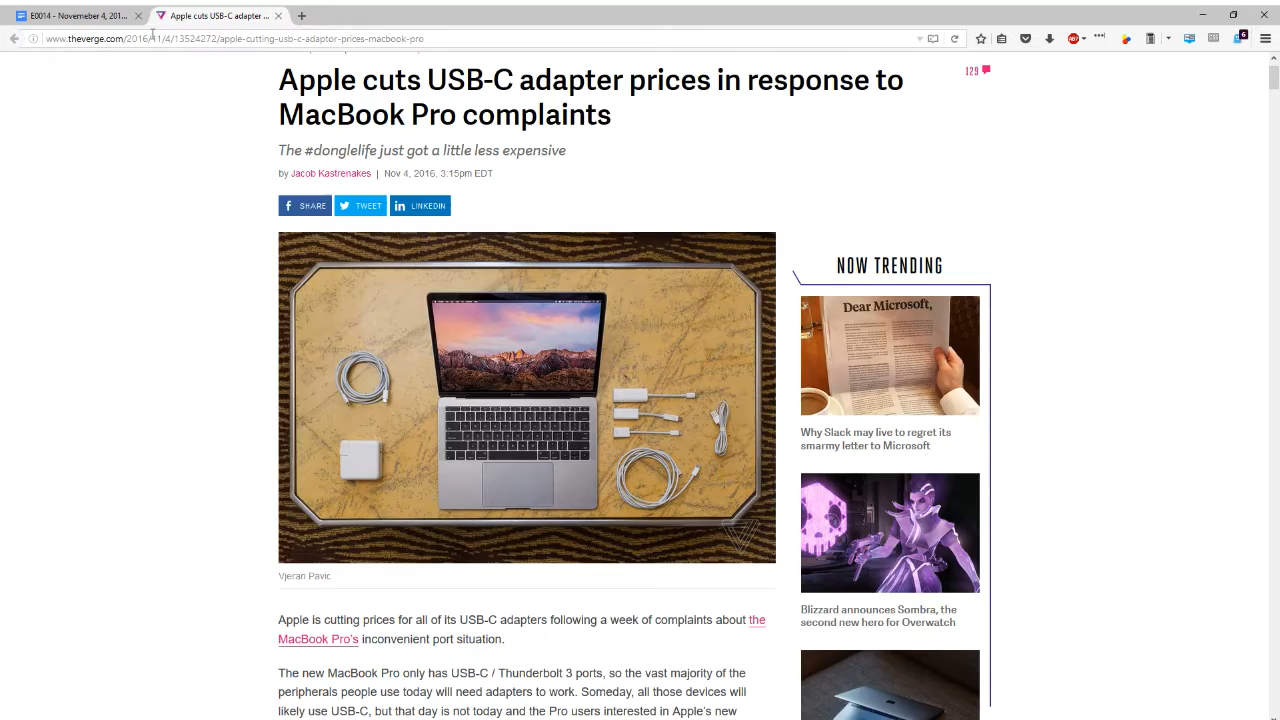 E0014 - November 4, 201...
Apple cuts USB-C adapter ...
www.theverge.com/2016/11/4/13524272/apple-cutting-usb-c-adapter-prices-macbook-pro
6
Apple cuts USB-C adapter prices in response to
MacBook Pro complaints
129
The #donglelife just got a little less expensive
by Jacob Kastrenakes | Nov 4, 2016, 3:15pm EDT
SHARE
TWEET
LINKEDIN
NOW TRENDING
Dear Microsoft,
Why Slack may live to regret its
smarmy letter to Microsoft
Blizzard announces Sombra, the
second new hero for Overwatch
Vjeran Pavic
Apple is cutting prices for all of its USB-C adapters following a week of complaints about the
MacBook Pro's inconvenient port situation.
The new MacBook Pro only has USB-C / Thunderbolt 3 ports, so the vast majority of the
peripherals people use today will need adapters to work. Someday, all those devices will
likely use USB-C, but that day is not today and the Pro users interested in Apple's new